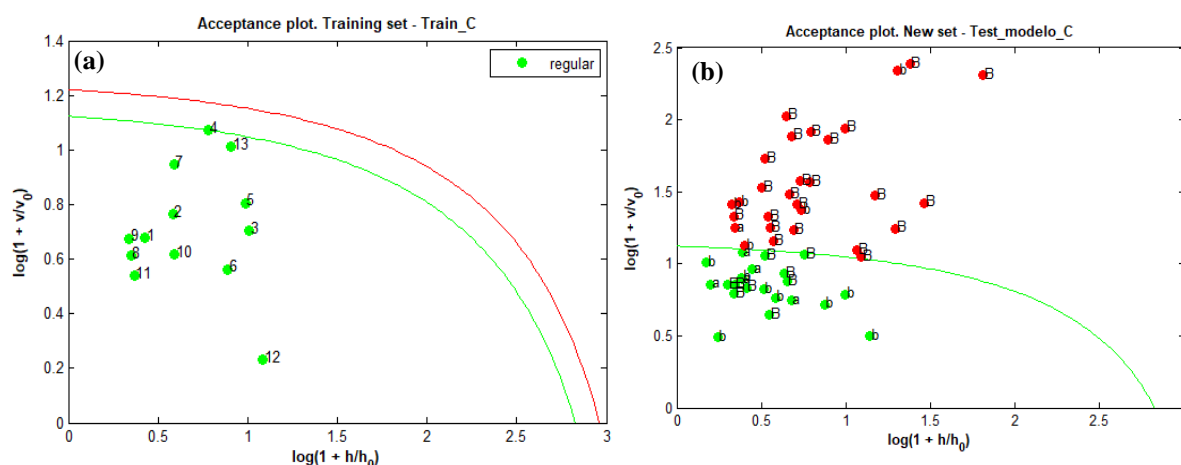 Acceptance plot. Training set - Train_C
(a)
regular
1.4
1.2
1.0
0.8
0.6
0.4
0.2
0
log(1 + v/v0)
4
13
7
2
5
3
9
1
8
10
6
11
12
0
0.5
1
1.5
2
2.5
3
log(1 + h/h0)
Acceptance plot. New set - Test_modelo_C
(b)
2.5
2.0
1.5
1.0
0.5
0
log(1 + v/v0)
B
b
B
B
B
B
B
B
B
B
B
B
B
B
B
B
b
B
B
a
B
B
B
B
b
b
B
B
a
B
b
a
B
B
a
B
b
b
a
b
b
B
b
b
0
0.5
1
1.5
2
2.5
log(1 + h/h0)